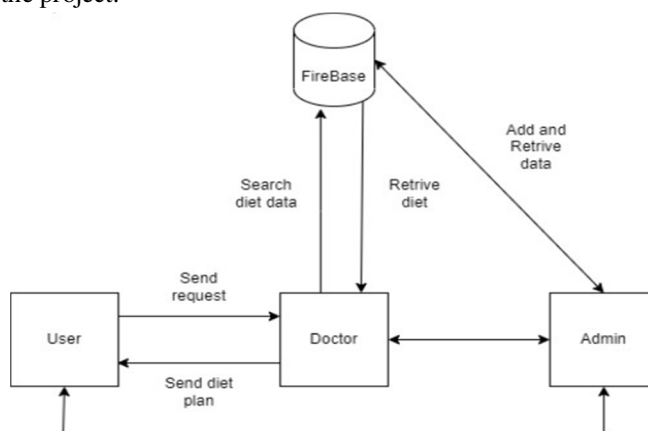 the project.
FireBase
Add and
Retrive
data
Search
diet data
Retrive
diet
Send
request
User
Doctor
Admin
Send diet
plan